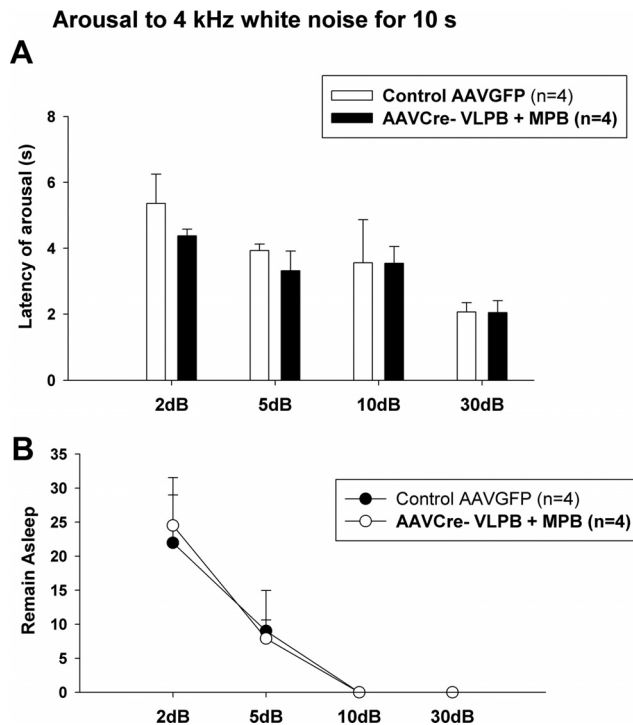 Arousal to 4 kHz white noise for 10 s
A
Control AAVGFP (n=4)
AAVCre- VLPB + MPB (n=4)
Latency of arousal (s)
8
6
4
2
0
2dB 5dB 10dB 30dB
B
Control AAVGFP (n=4)
AAVCre- VLPB + MPB (n=4)
Remain Asleep
35
30
25
20
15
10
5
0
2dB 5dB 10dB 30dB